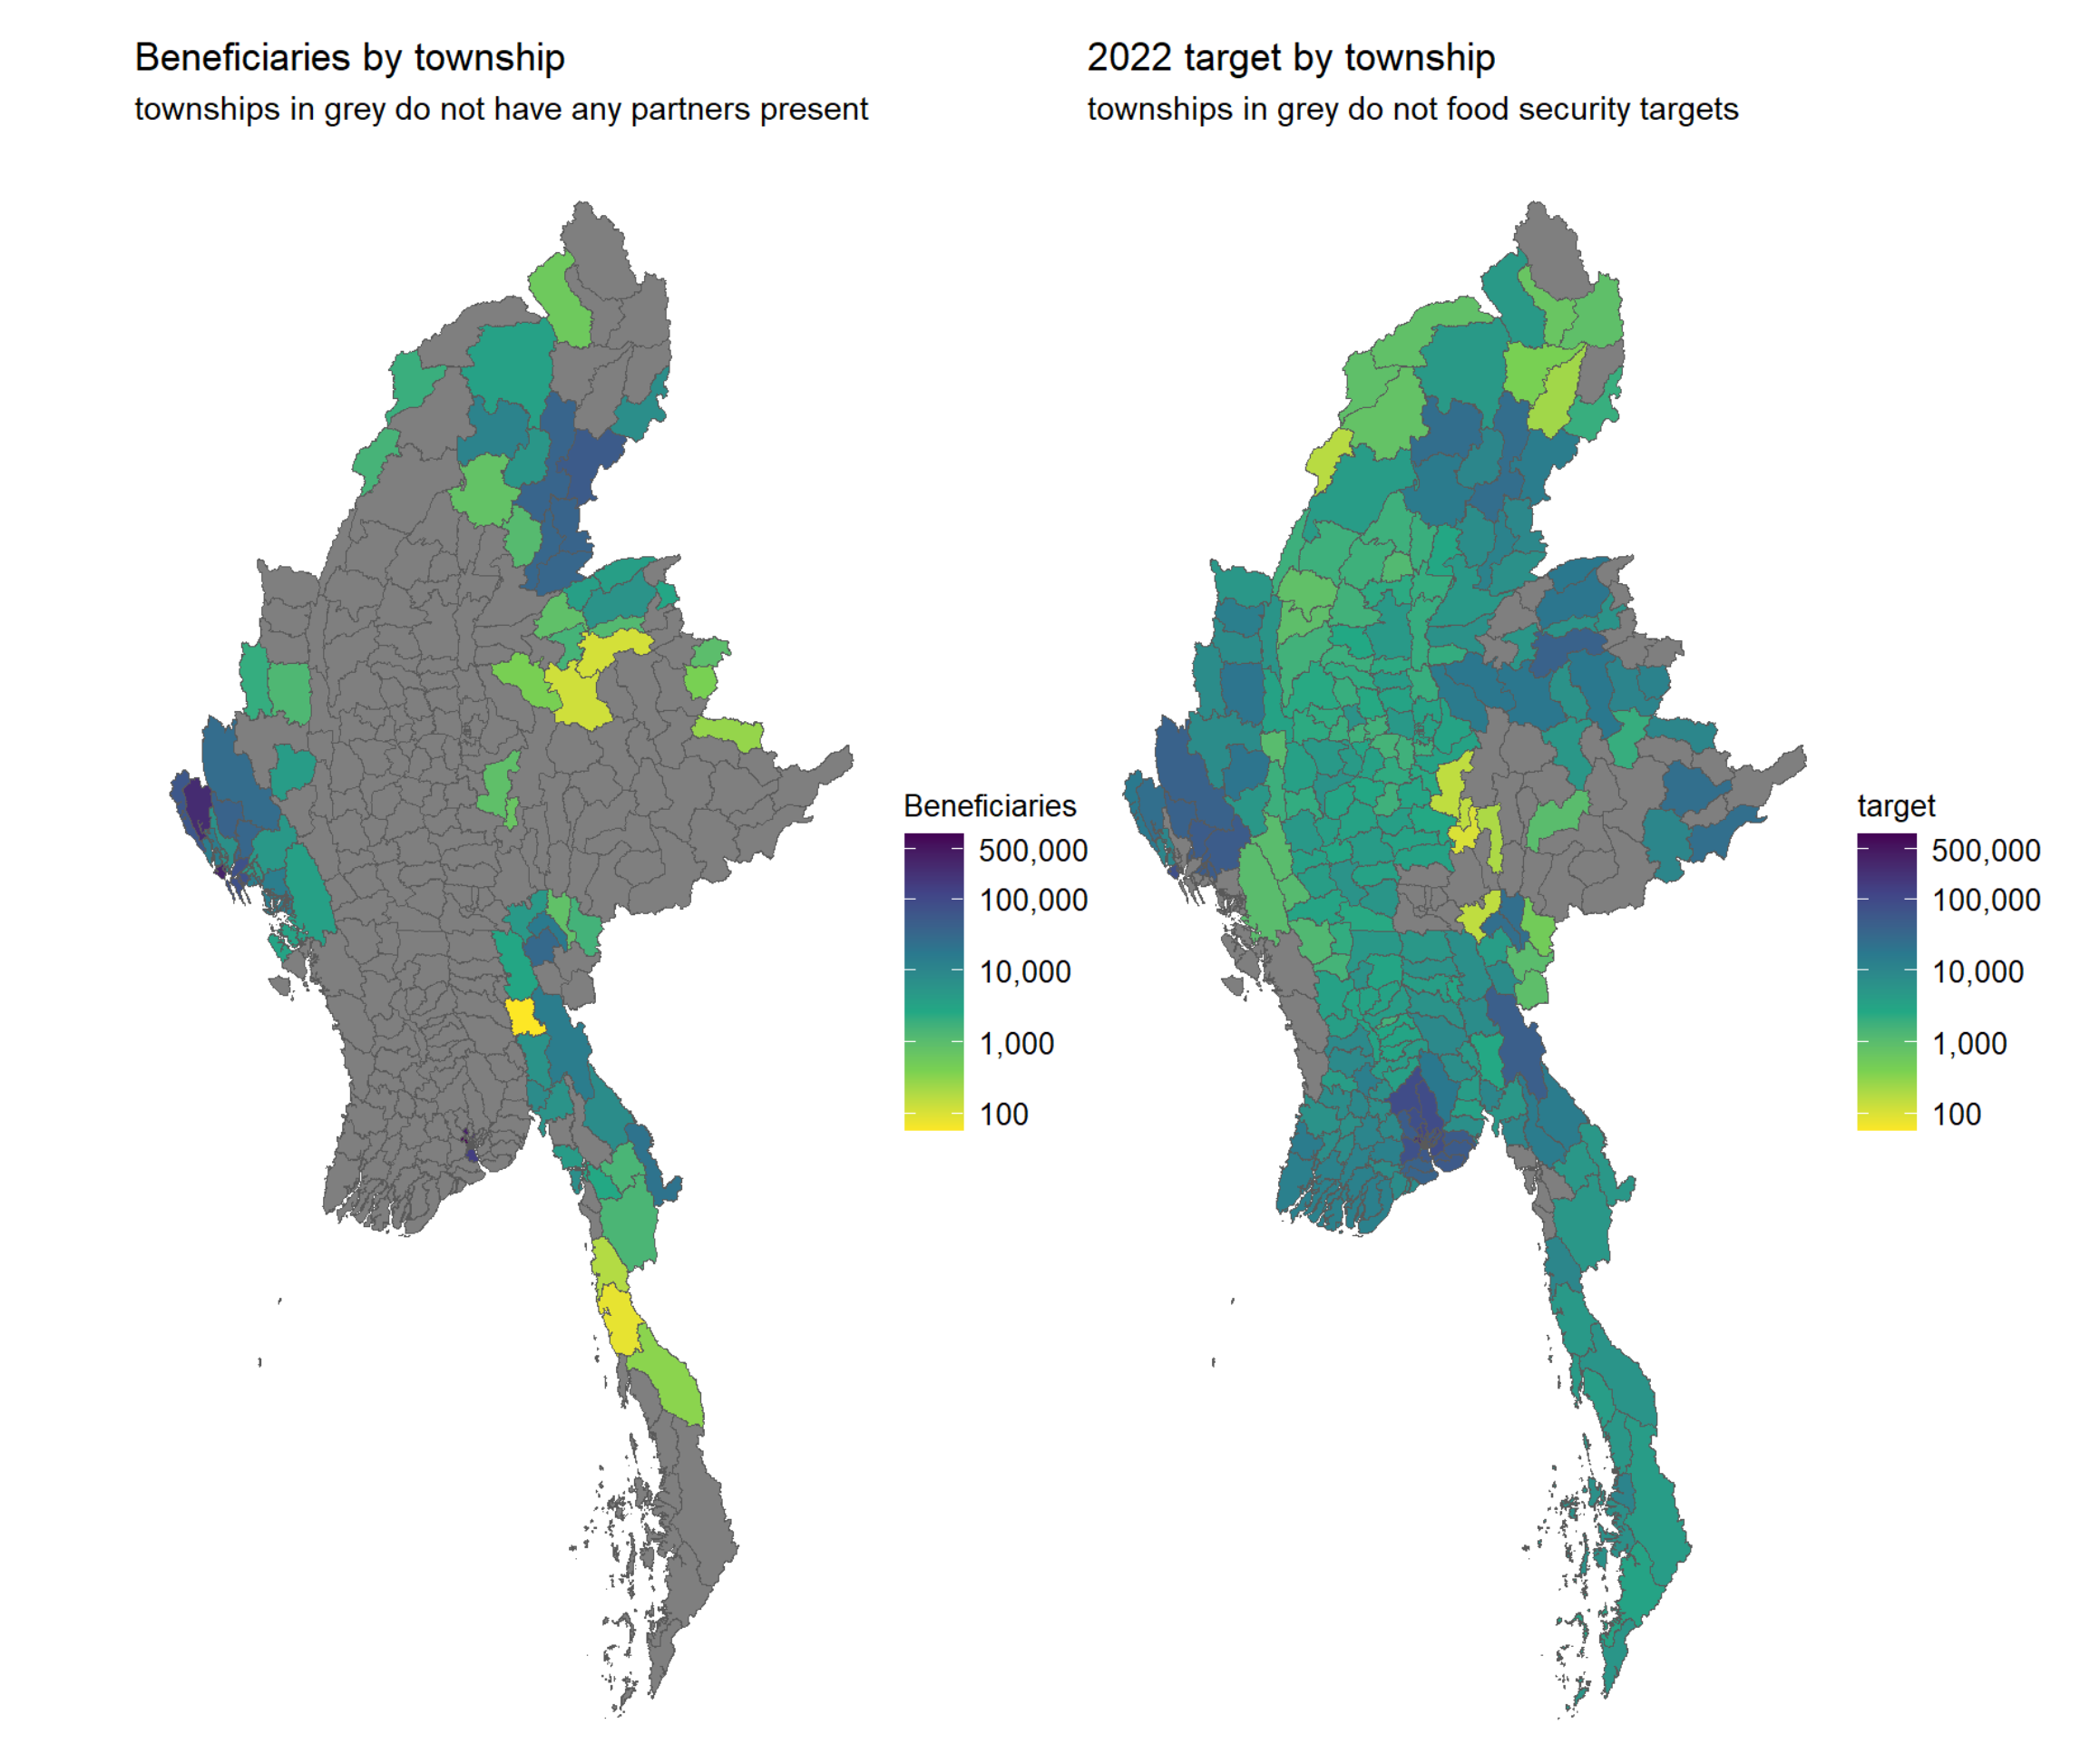 Beneficiaries by township
townships in grey do not have any partners present
Beneficiaries
500,000
100,000
10,000
1,000
100
2022 target by township
townships in grey do not food security targets
target
500,000
100,000
10,000
1,000
100